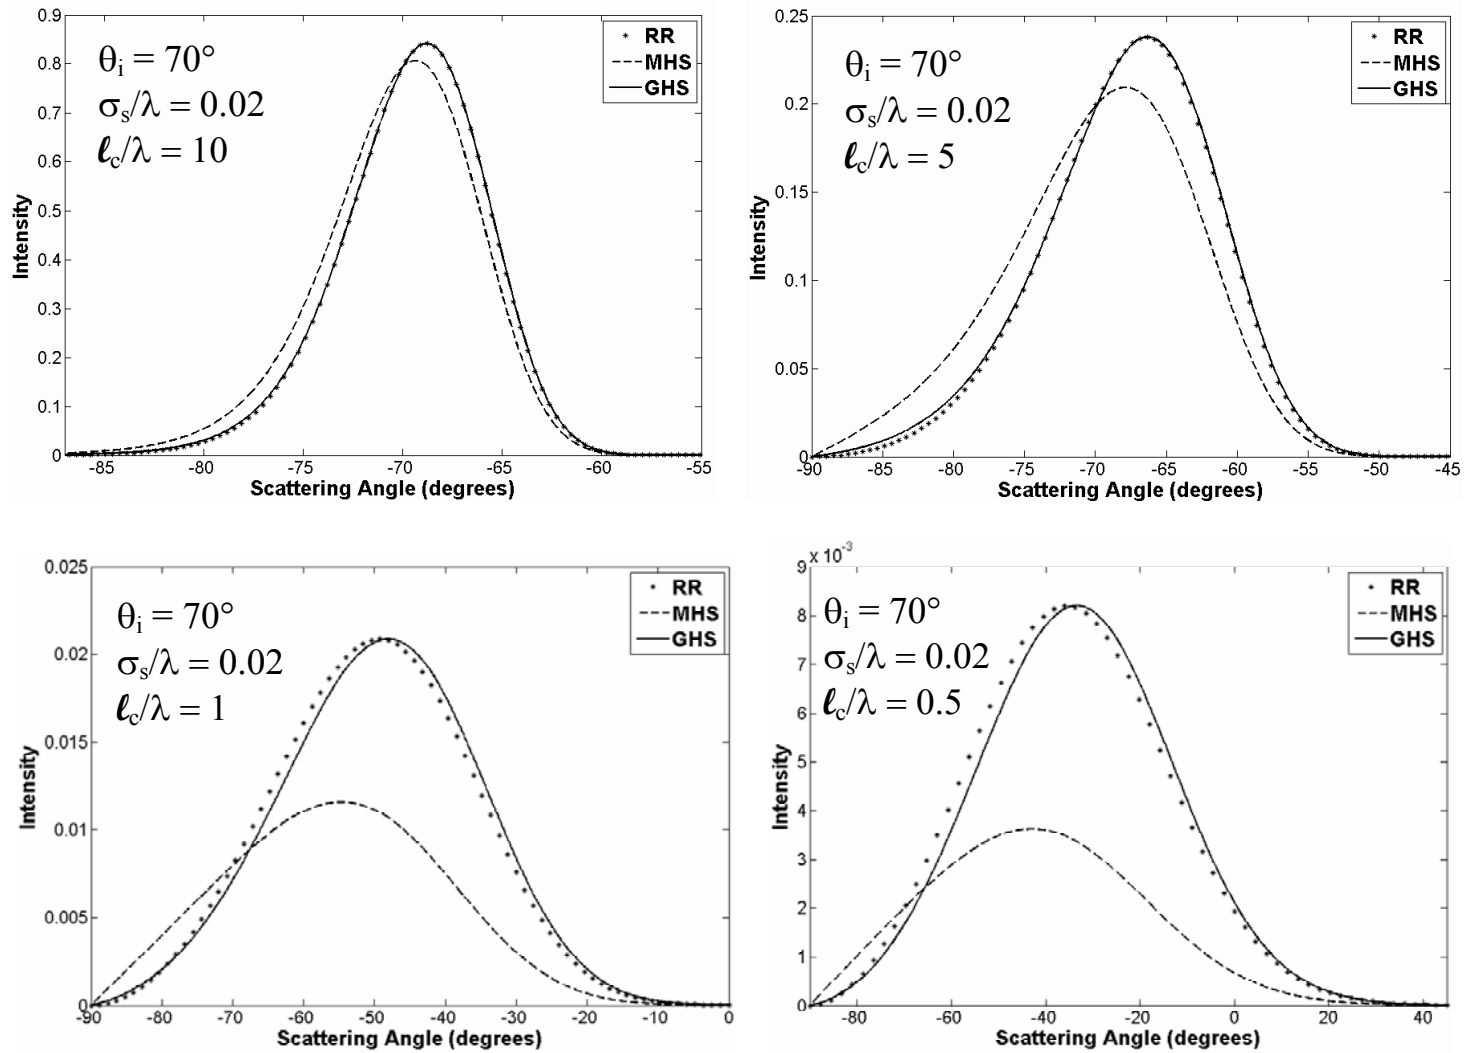 0.9
0.8
0.7
0.6
0.5
0.4
0.3
0.2
0.1
0
-85
-80
-75
-70
-65
-60
-55
Intensity
Scattering Angle (degrees)
θi = 70°
σs/λ = 0.02
ℓc/λ = 10
RR
MHS
GHS
0.25
0.2
0.15
0.1
0.05
0
-90
-85
-80
-75
-70
-65
-60
-55
-50
-45
Intensity
Scattering Angle (degrees)
θi = 70°
σs/λ = 0.02
ℓc/λ = 5
RR
MHS
GHS
0.025
0.02
0.015
0.01
0.005
0
-90
-80
-70
-60
-50
-40
-30
-20
-10
0
Intensity
Scattering Angle (degrees)
θi = 70°
σs/λ = 0.02
ℓc/λ = 1
RR
MHS
GHS
x 10-3
9
8
7
6
5
4
3
2
1
0
-80
-60
-40
-20
0
20
40
Intensity
Scattering Angle (degrees)
θi = 70°
σs/λ = 0.02
ℓc/λ = 0.5
RR
MHS
GHS